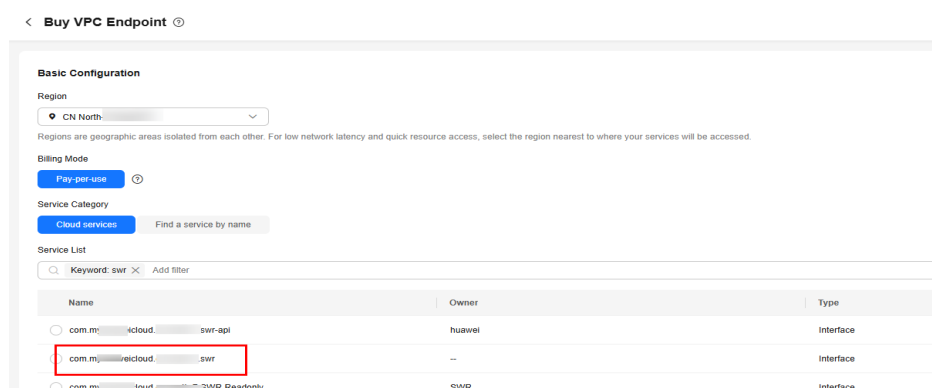 Buy VPC Endpoint
Basic Configuration
Region
CN North-
Regions are geographic areas isolated from each other. For low network latency and quick resource access, select the region nearest to where your services will be accessed.
Billing Mode
Pay-per-use
Service Category
Cloud services Find a service by name
Service List
Keyword: swr Add filter
Name Owner Type
swr-api huawei Interface
.swr -- Interface
SWR Readonly SWR Interface